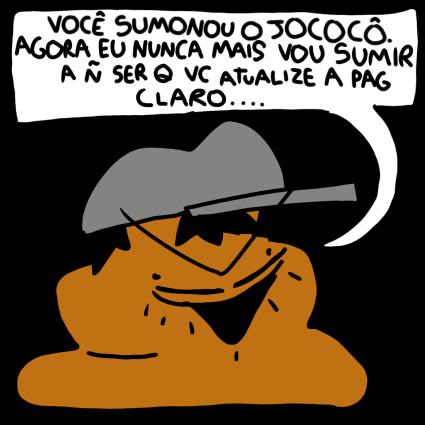 VOCÊ SUMONOU O JOCOCÔ.
AGORA EU NUNCA MAIS VOU SUMIR
A Ñ SER Q VC ATUALIZE A PAG
CLARO....